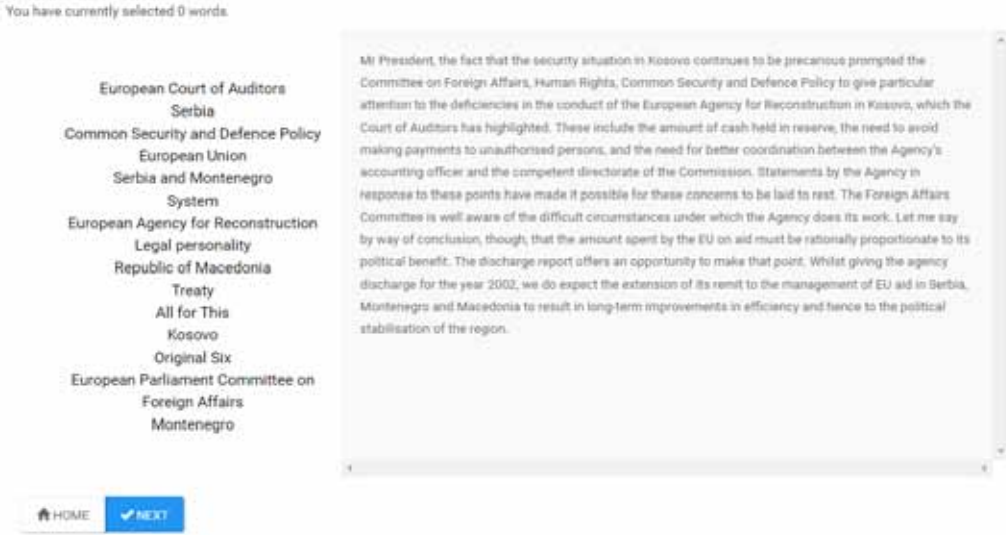 You have currently selected 0 words.
European Court of Auditors
Serbia
Common Security and Defence Policy
European Union
Serbia and Montenegro
System
European Agency for Reconstruction
Legal personality
Republic of Macedonia
Treaty
All for This
Kosovo
Original Six
European Parliament Committee on
Foreign Affairs
Montenegro
Mr President, the fact that the security situation in Kosovo continues to be precarious prompted the
Committee on Foreign Affairs, Human Rights, Common Security and Defence Policy to give particular
attention to the deficiencies in the conduct of the European Agency for Reconstruction in Kosovo, which the
Court of Auditors has highlighted. These include the amount of cash held in reserve, the need to avoid
making payments to unauthorised persons, and the need for better coordination between the Agency's
accounting officer and the competent directorate of the Commission. Statements by the Agency in
response to these points have made it possible for these concerns to be laid to rest. The Foreign Affairs
Committee is well aware of the difficult circumstances under which the Agency does its work. Let me say
by way of conclusion, though, that the amount spent by the EU on aid must be rationally proportionate to its
political benefit. The discharge report offers an opportunity to make that point. Whilst giving the agency
discharge for the year 2002, we do expect the extension of its remit to the management of EU aid in Serbia,
Montenegro and Macedonia to result in long-term improvements in efficiency and hence to the political
stabilisation of the region.
HOME NEXT